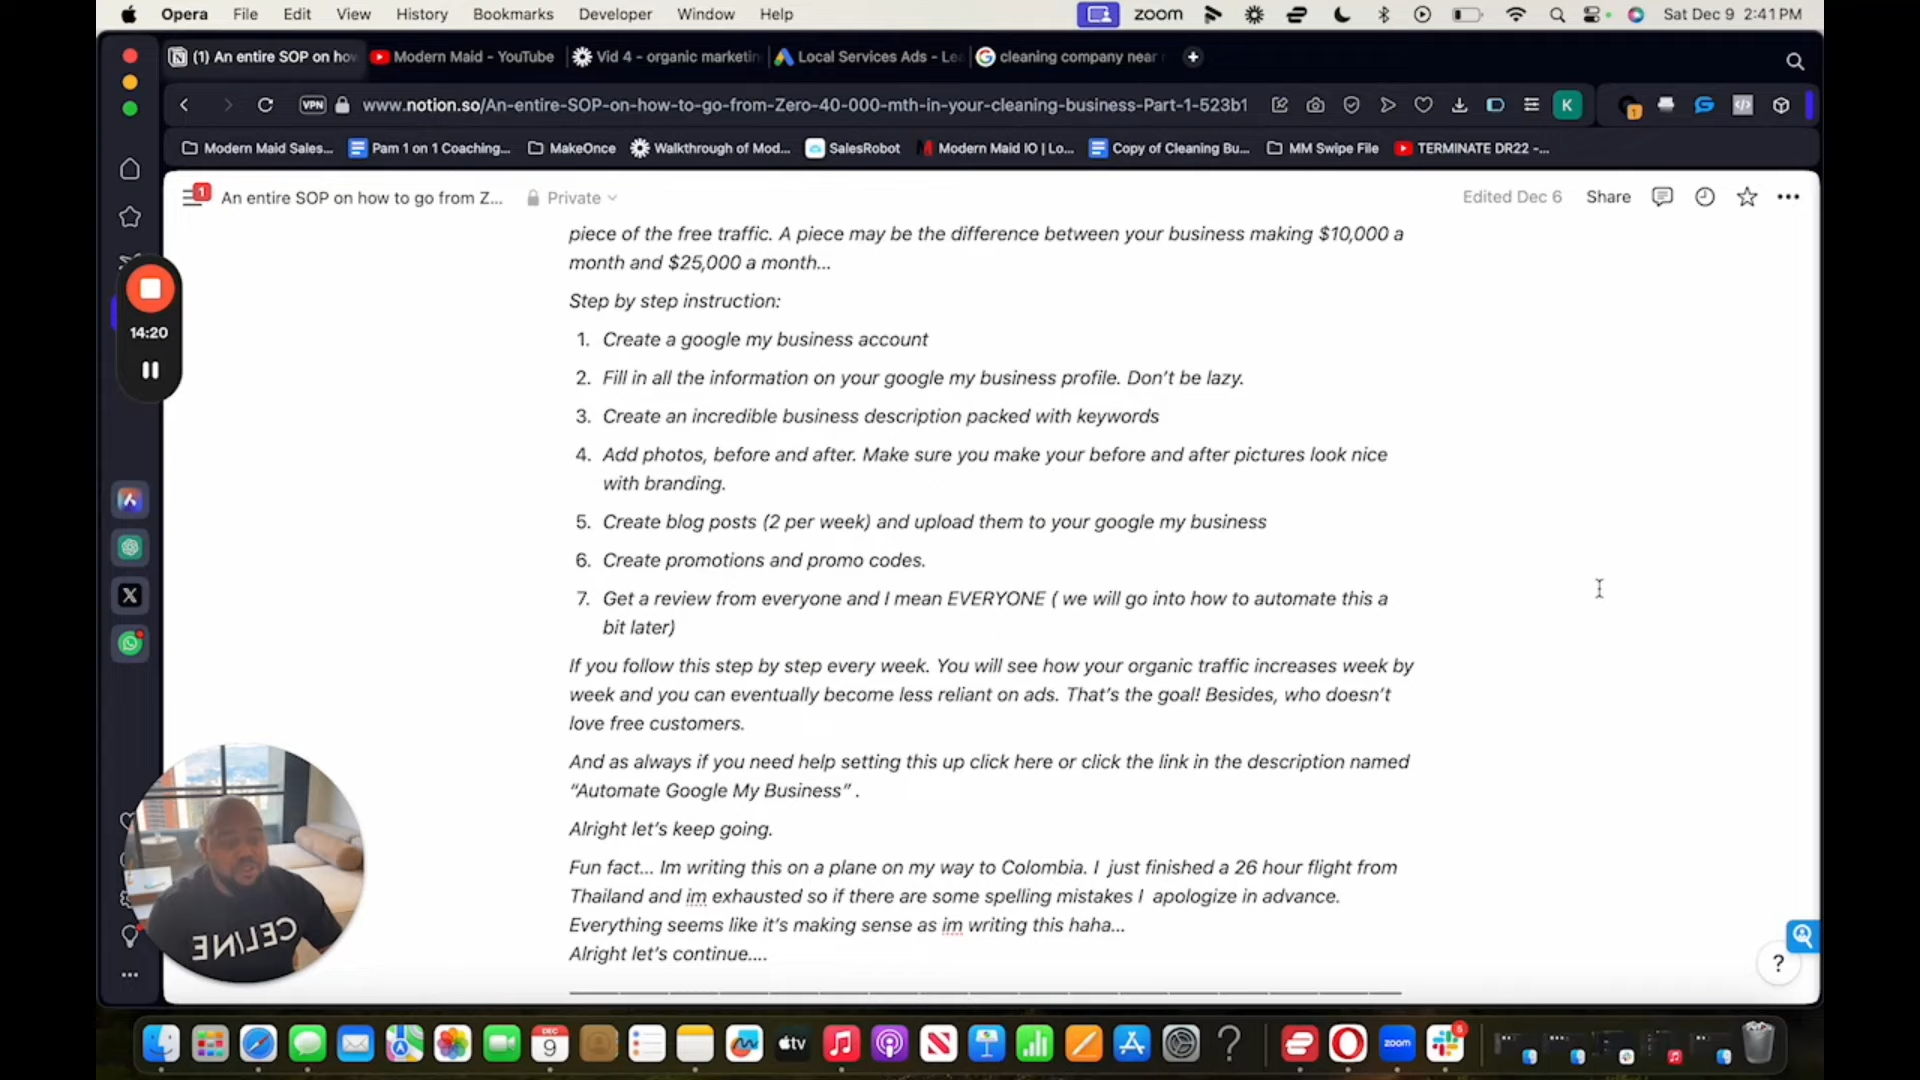 Opera File Edit View History Bookmarks Developer Window Help zoom Sat Dec 9 2:41 PM
(1) An entire SOP on how Modern Maid - YouTube Vid 4 - organic marketin Local Services Ads - Le cleaning company near
VPN www.notion.so/An-entire-SOP-on-how-to-go-from-Zero-40-000-mth-in-your-cleaning-business-Part-1-523b1 K 1
Modern Maid Sales... Pam 1 on 1 Coaching... MakeOnce Walkthrough of Mod... SalesRobot Modern Maid IO | Lo... Copy of Cleaning Bu... MM Swipe File TERMINATE DR22 -...
1 An entire SOP on how to go from Z... Private Edited Dec 6 Share
piece of the free traffic. A piece may be the difference between your business making $10,000 a
month and $25,000 a month...
Step by step instruction:
14:20
1. Create a google my business account
2. Fill in all the information on your google my business profile. Don't be lazy.
3. Create an incredible business description packed with keywords
4. Add photos, before and after. Make sure you make your before and after pictures look nice
with branding.
5. Create blog posts (2 per week) and upload them to your google my business
6. Create promotions and promo codes.
7. Get a review from everyone and I mean EVERYONE ( we will go into how to automate this a
bit later)
If you follow this step by step every week. You will see how your organic traffic increases week by
week and you can eventually become less reliant on ads. That's the goal! Besides, who doesn't
love free customers.
And as always if you need help setting this up click here or click the link in the description named
"Automate Google My Business" .
Alright let's keep going.
Fun fact... Im writing this on a plane on my way to Colombia. I just finished a 26 hour flight from
Thailand and im exhausted so if there are some spelling mistakes I apologize in advance.
Everything seems like it's making sense as im writing this haha...
Alright let's continue....
CELINE
?
DEC
9
tv
zoom
5